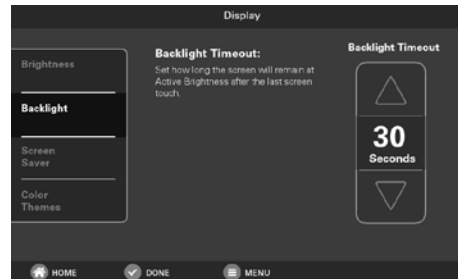 Display
Brightness
Backlight
Screen
Saver
Color
Themes
Backlight Timeout:
Set how long the screen will remain at
Active Brightness after the last screen
touch.
Backlight Timeout
30
Seconds
HOME
DONE
MENU